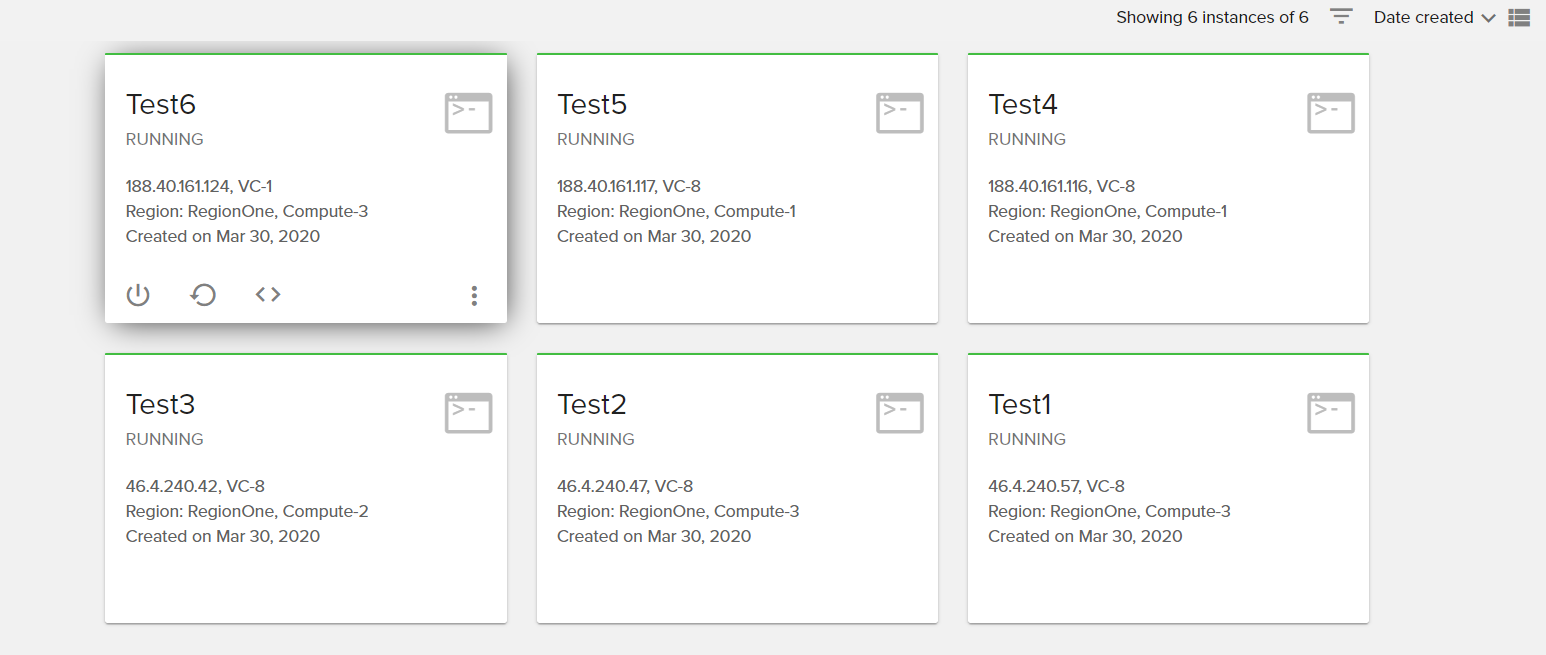 Showing 6 instances of 6
Date created
Test6
RUNNING
188.40.161.124, VC-1
Region: RegionOne, Compute-3
Created on Mar 30, 2020
Test5
RUNNING
188.40.161.117, VC-8
Region: RegionOne, Compute-1
Created on Mar 30, 2020
Test4
RUNNING
188.40.161.116, VC-8
Region: RegionOne, Compute-1
Created on Mar 30, 2020
Test3
RUNNING
46.4.240.42, VC-8
Region: RegionOne, Compute-2
Created on Mar 30, 2020
Test2
RUNNING
46.4.240.47, VC-8
Region: RegionOne, Compute-3
Created on Mar 30, 2020
Test1
RUNNING
46.4.240.57, VC-8
Region: RegionOne, Compute-3
Created on Mar 30, 2020